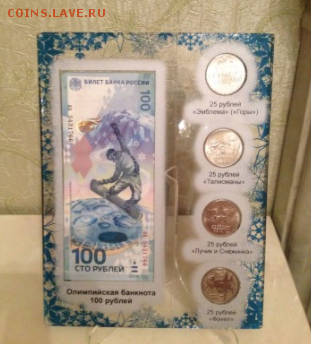 COINS.LAVE.RU
БИЛЕТ БАНКА РОССИИ
100
25 рублей
«Эмблема» («Горы»)
25 рублей
«Талисманы»
25 рублей
«Лучик и Снежинка»
25 рублей
«Факел»
100
СТО РУБЛЕЙ
Олимпийская банкнота
100 рублей